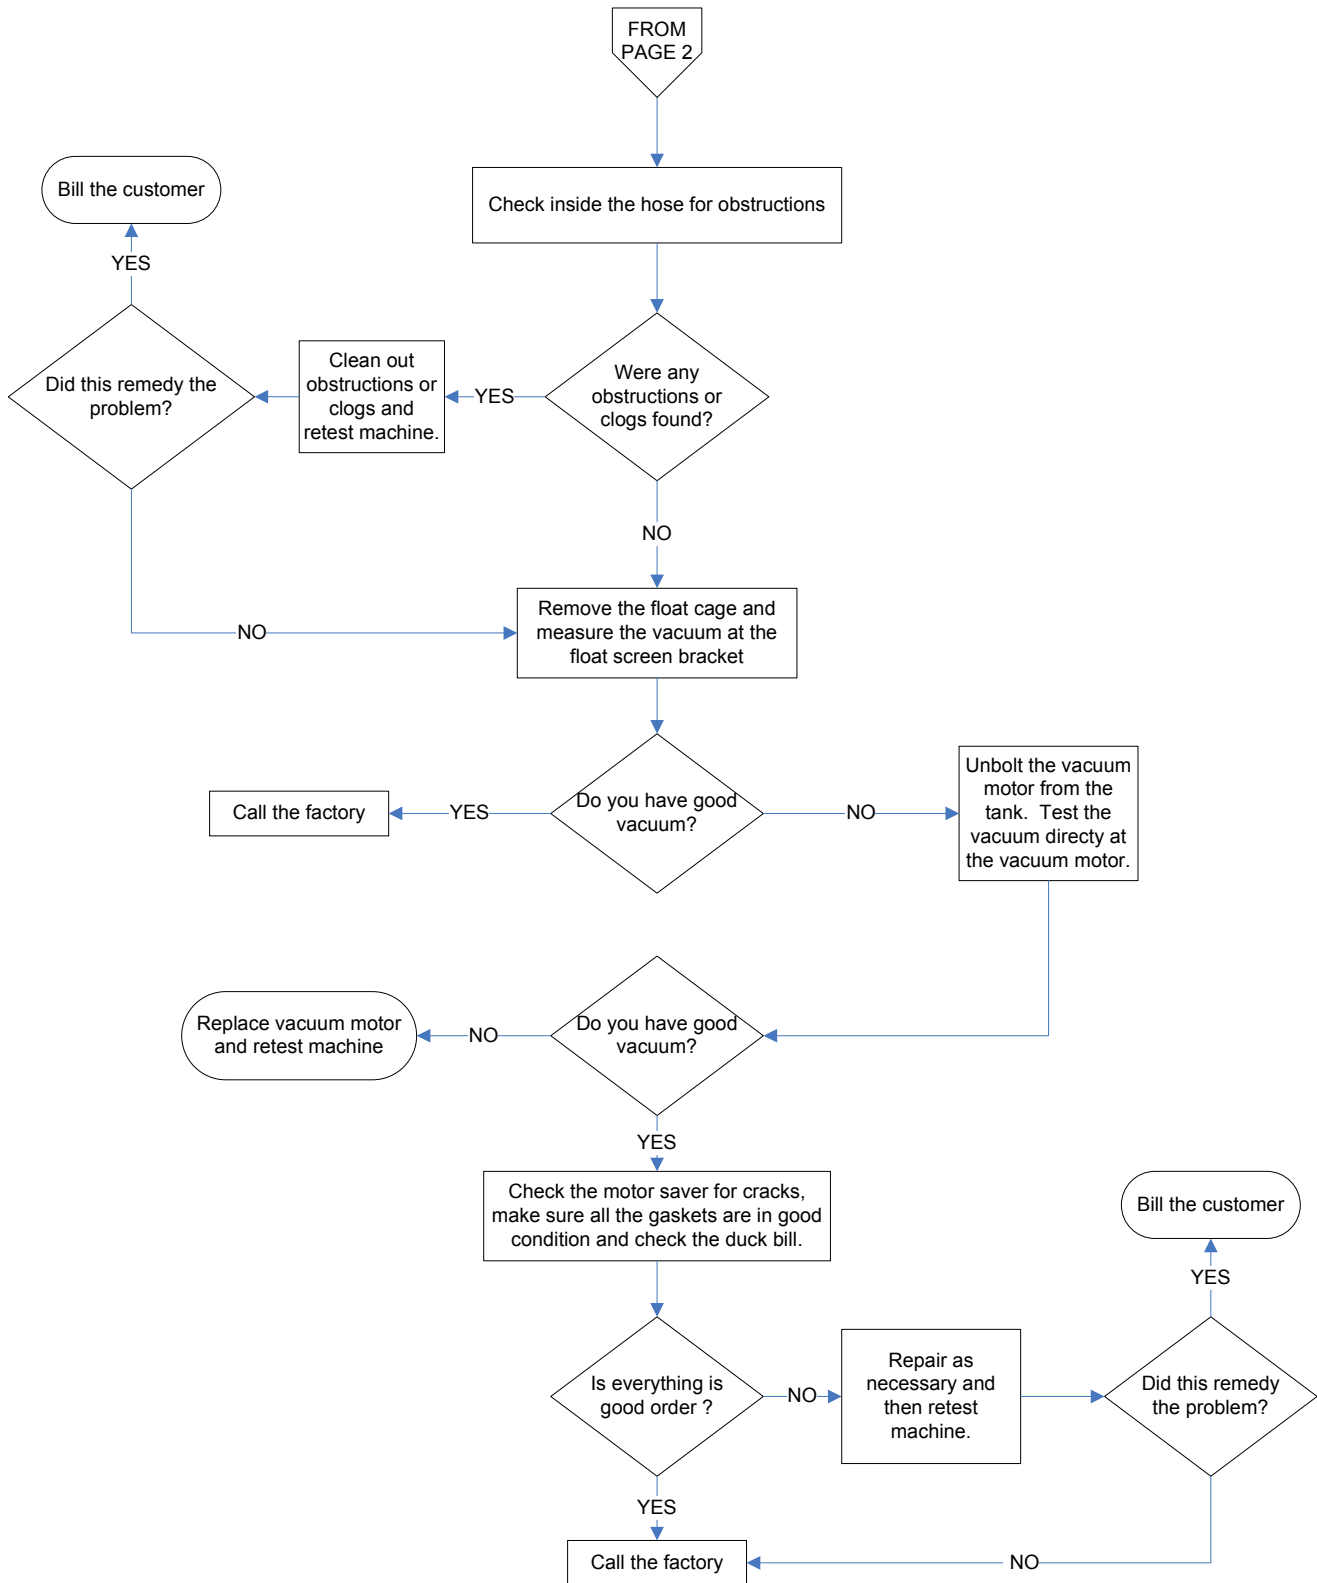 FROM
PAGE 2
Check inside the hose for obstructions
Bill the customer
YES
Were any
obstructions or
clogs found?
YES
Clean out
obstructions or
clogs and
retest machine.
Did this remedy the
problem?
NO
NO
Remove the float cage and
measure the vacuum at the
float screen bracket
Do you have good
vacuum?
YES
Call the factory
NO
Unbolt the vacuum
motor from the
tank. Test the
vacuum directy at
the vacuum motor.
Do you have good
vacuum?
NO
Replace vacuum motor
and retest machine
YES
Check the motor saver for cracks,
make sure all the gaskets are in good
condition and check the duck bill.
Bill the customer
YES
Is everything is
good order ?
NO
Repair as
necessary and
then retest
machine.
Did this remedy
the problem?
YES
NO
Call the factory